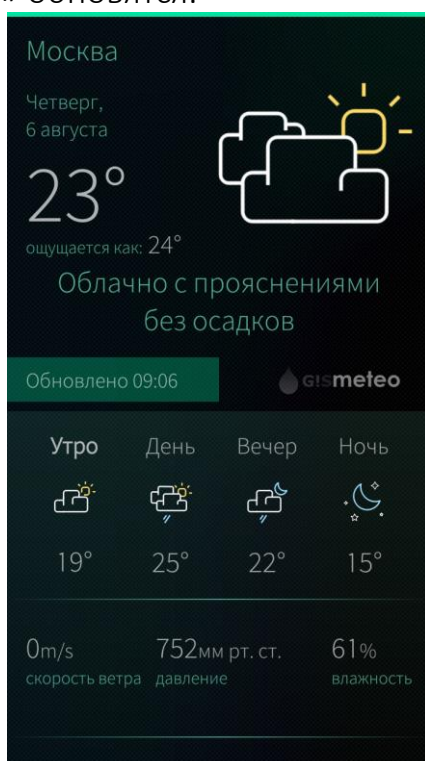 Москва
Четверг,
6 августа
23°
ощущается как: 24°
Облачно с прояснениями
без осадков
Обновлено 09:06
GISmeteo
Утро День Вечер Ночь
19° 25° 22° 15°
0m/s 752мм рт. ст. 61%
скорость ветра давление влажность